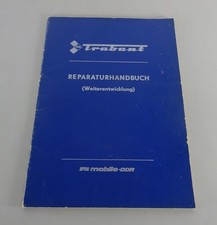 Trabant
REPARATURHANDBUCH
(Weiterentwicklung)
mobile-DDR